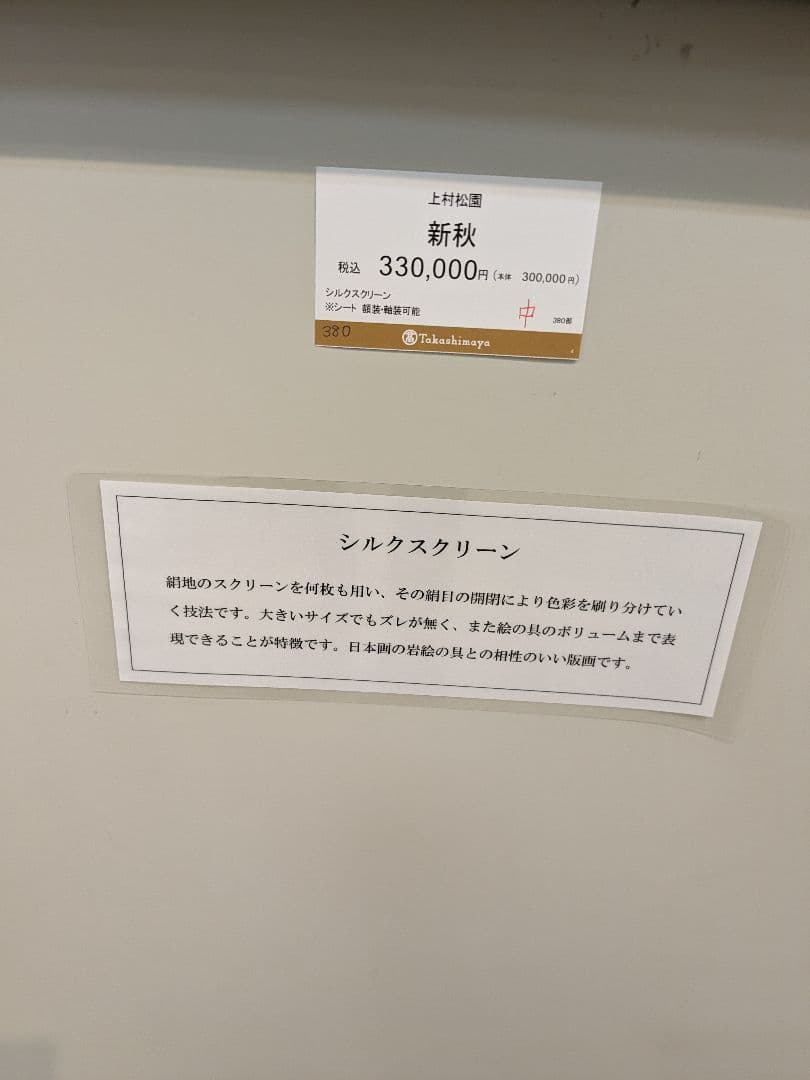 上村松園
新秋
税込 330,000円(本体 300,000円)
シルクスクリーン
※シート 額装・軸装可能
中 380部
380
髙 Takashimaya
シルクスクリーン
絹地のスクリーンを何枚も用い、その絹目の開閉により色彩を刷り分けてい
く技法です。大きいサイズでもズレが無く、また絵の具のボリュームまで表
現できることが特徴です。日本画の岩絵の具との相性のいい版画です。